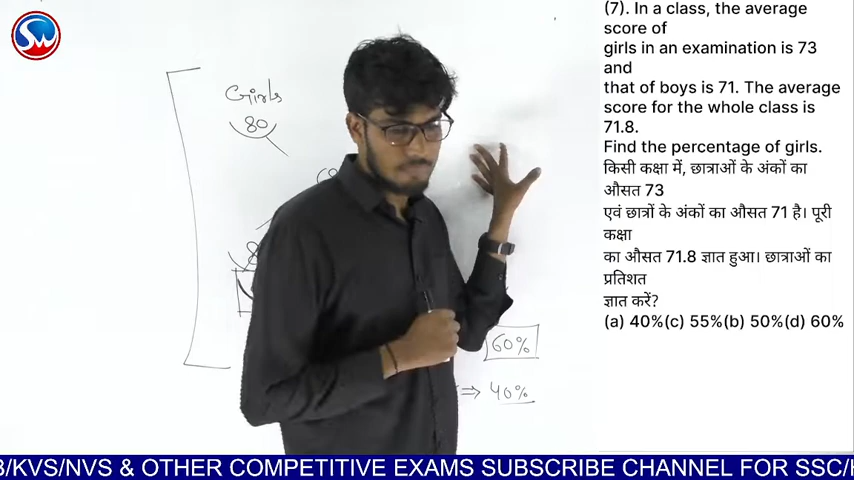 SW
(7). In a class, the average
score of
girls in an examination is 73
and
that of boys is 71. The average
score for the whole class is
71.8.
Find the percentage of girls.
किसी कक्षा में, छात्राओं के अंकों का
औसत 73
एवं छात्रों के अंकों का औसत 71 है। पूरी
कक्षा
का औसत 71.8 ज्ञात हुआ। छात्राओं का
प्रतिशत
ज्ञात करें?
(a) 40%(c) 55%(b) 50%(d) 60%
Girls
80
60%
⇒ 40%
/KVS/NVS & OTHER COMPETITIVE EXAMS SUBSCRIBE CHANNEL FOR SSC/